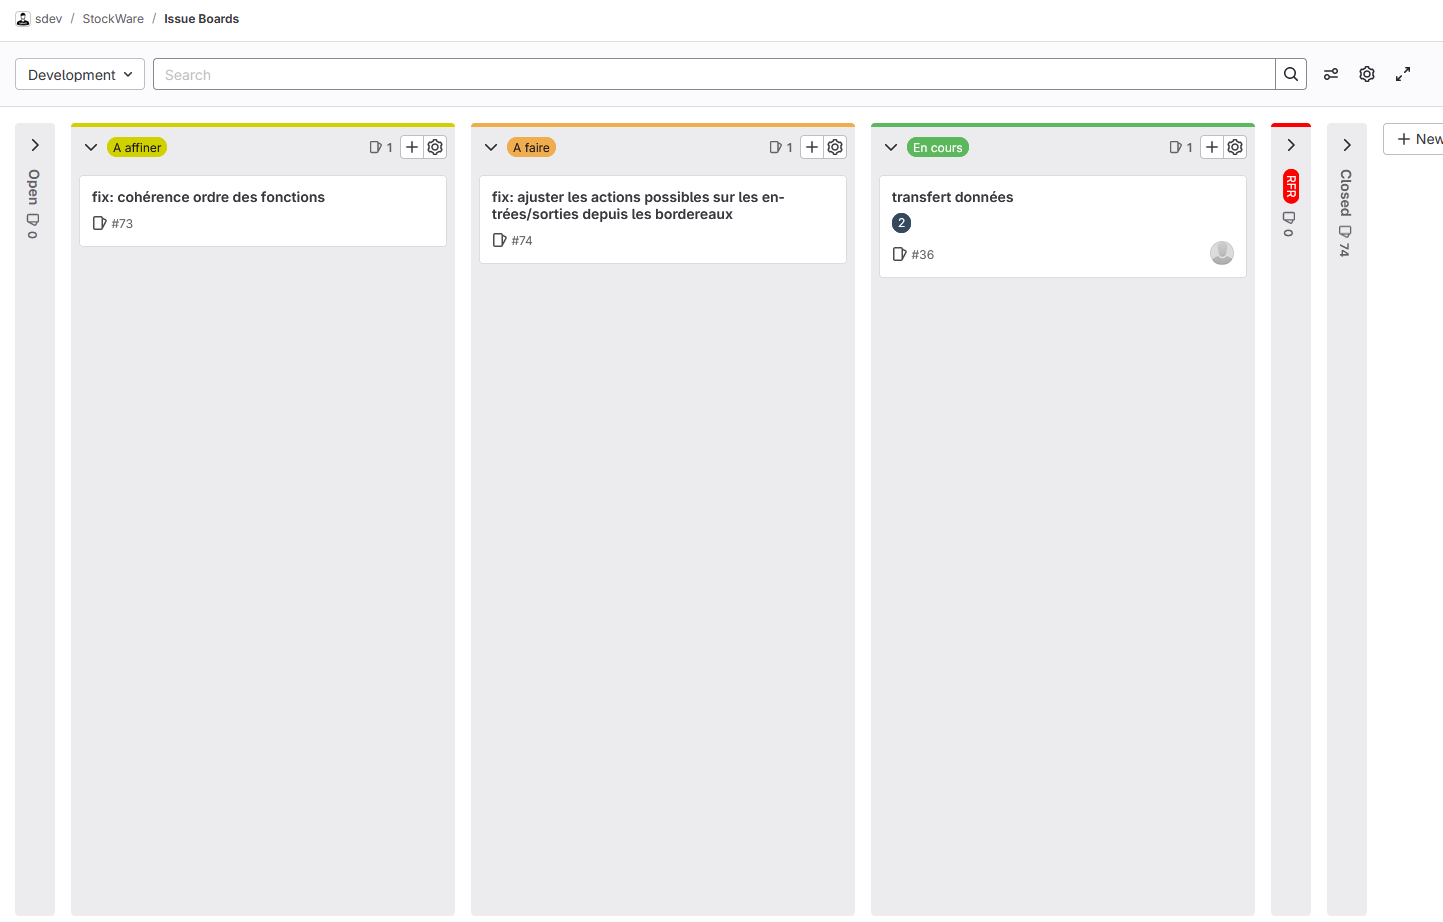 sdev / StockWare / Issue Boards
Development
Search
Open
0
A affiner
1
fix: cohérence ordre des fonctions
#73
A faire
1
fix: ajuster les actions possibles sur les en-
trées/sorties depuis les bordereaux
#74
En cours
1
transfert données
2
#36
RFR
0
Closed
74
New